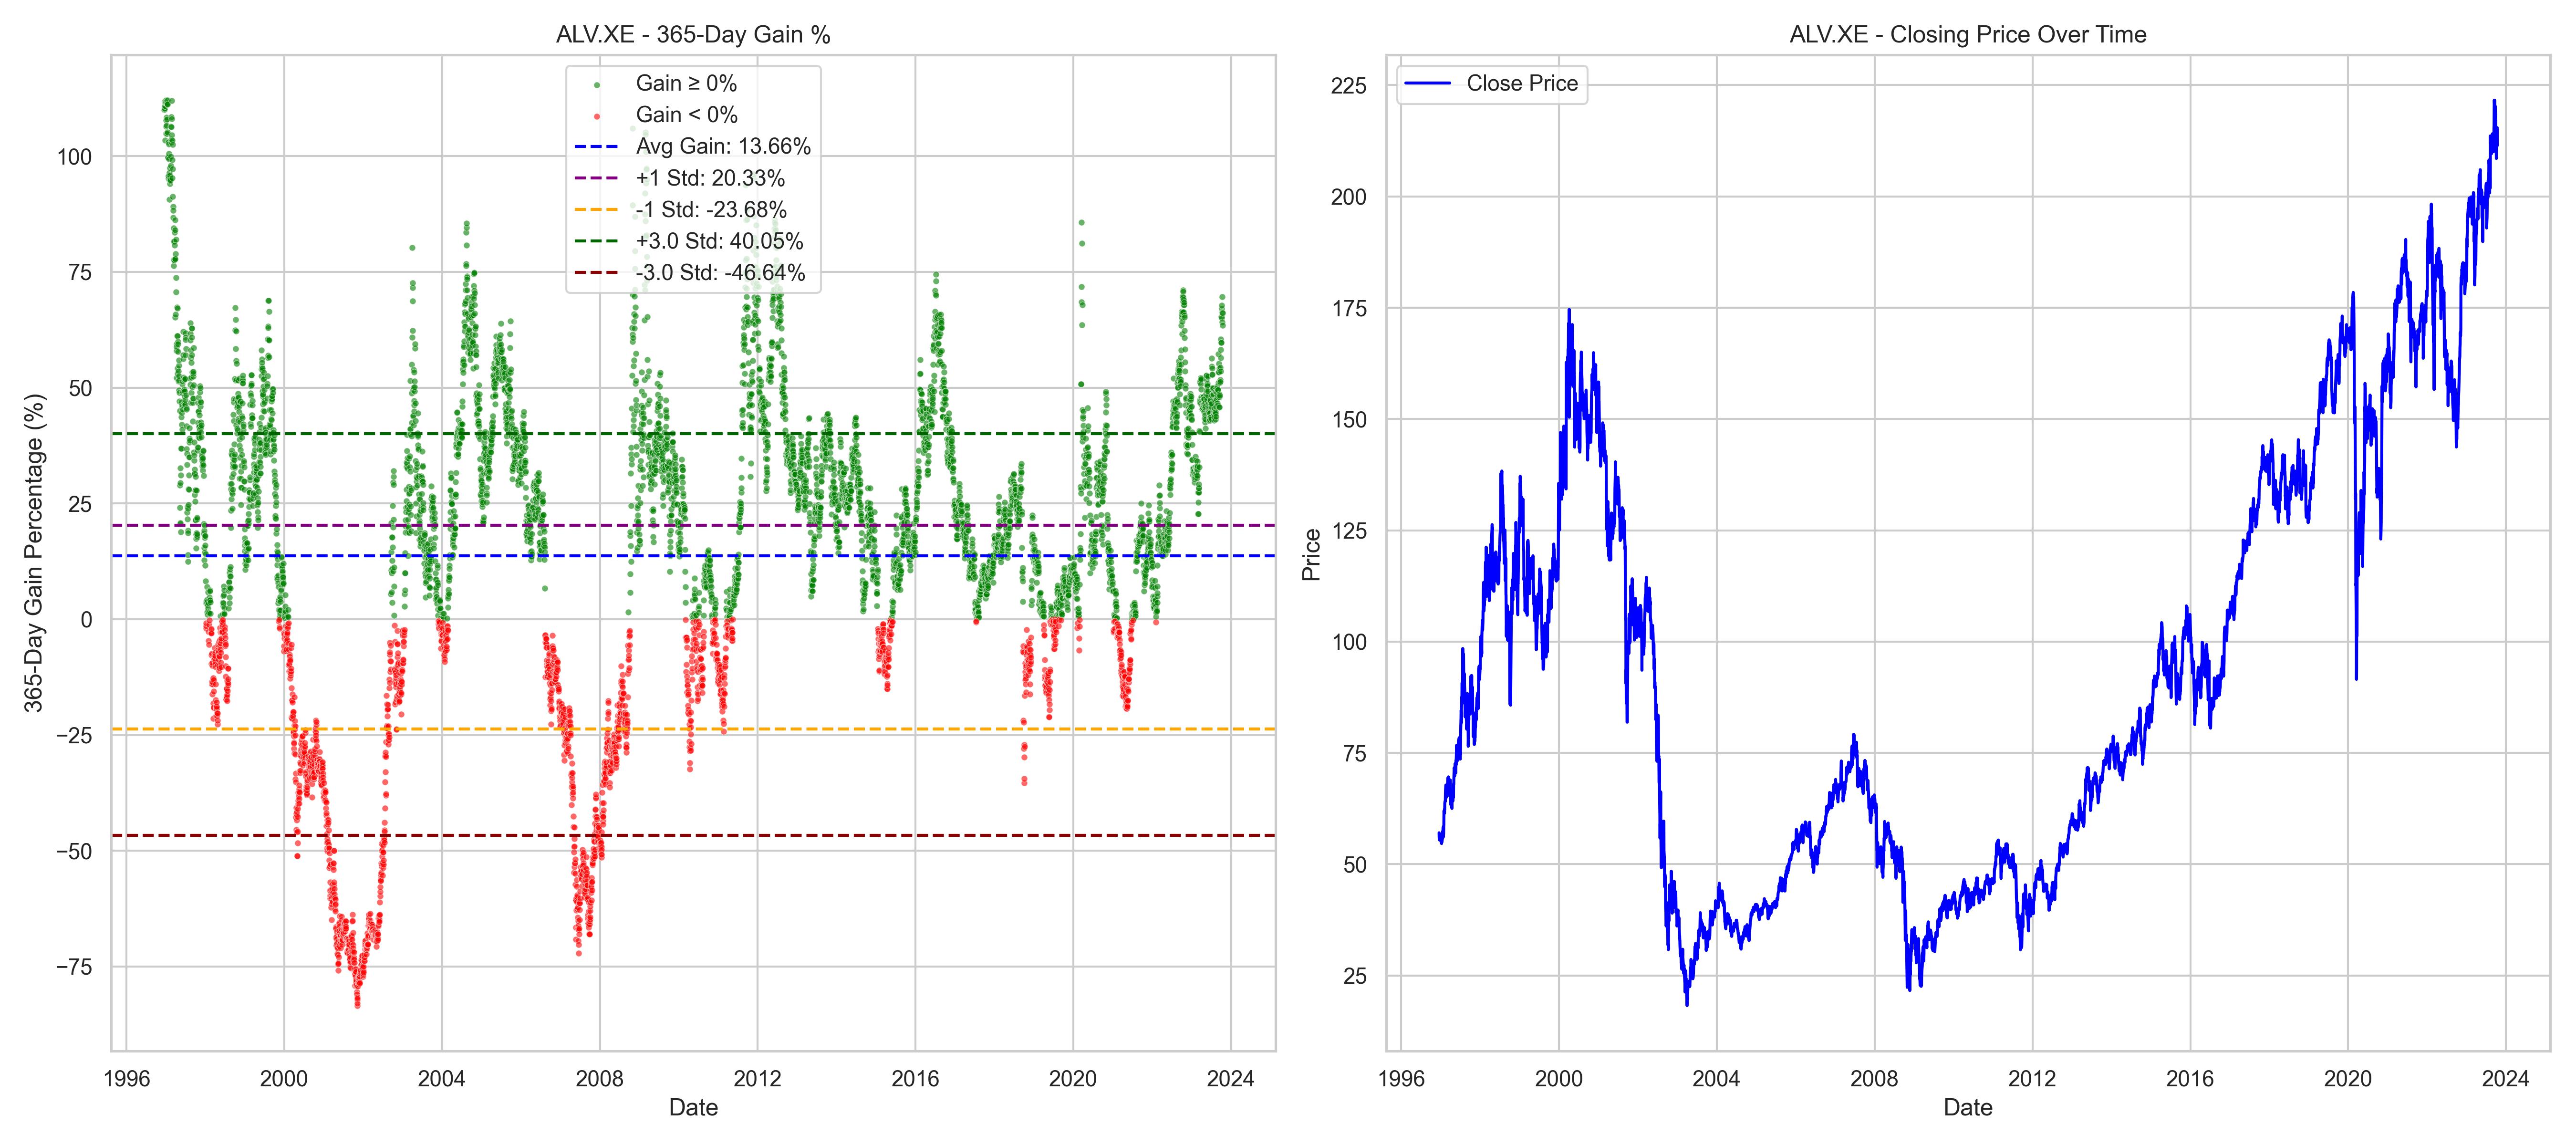 ALV.XE - 365-Day Gain %
Gain ≥ 0%
Gain < 0%
Avg Gain: 13.66%
+1 Std: 20.33%
-1 Std: -23.68%
+3.0 Std: 40.05%
-3.0 Std: -46.64%
365-Day Gain Percentage (%)
100
75
50
25
0
−25
−50
−75
1996
2000
2004
2008
2012
2016
2020
2024
Date
ALV.XE - Closing Price Over Time
Close Price
Price
225
200
175
150
125
100
75
50
25
1996
2000
2004
2008
2012
2016
2020
2024
Date